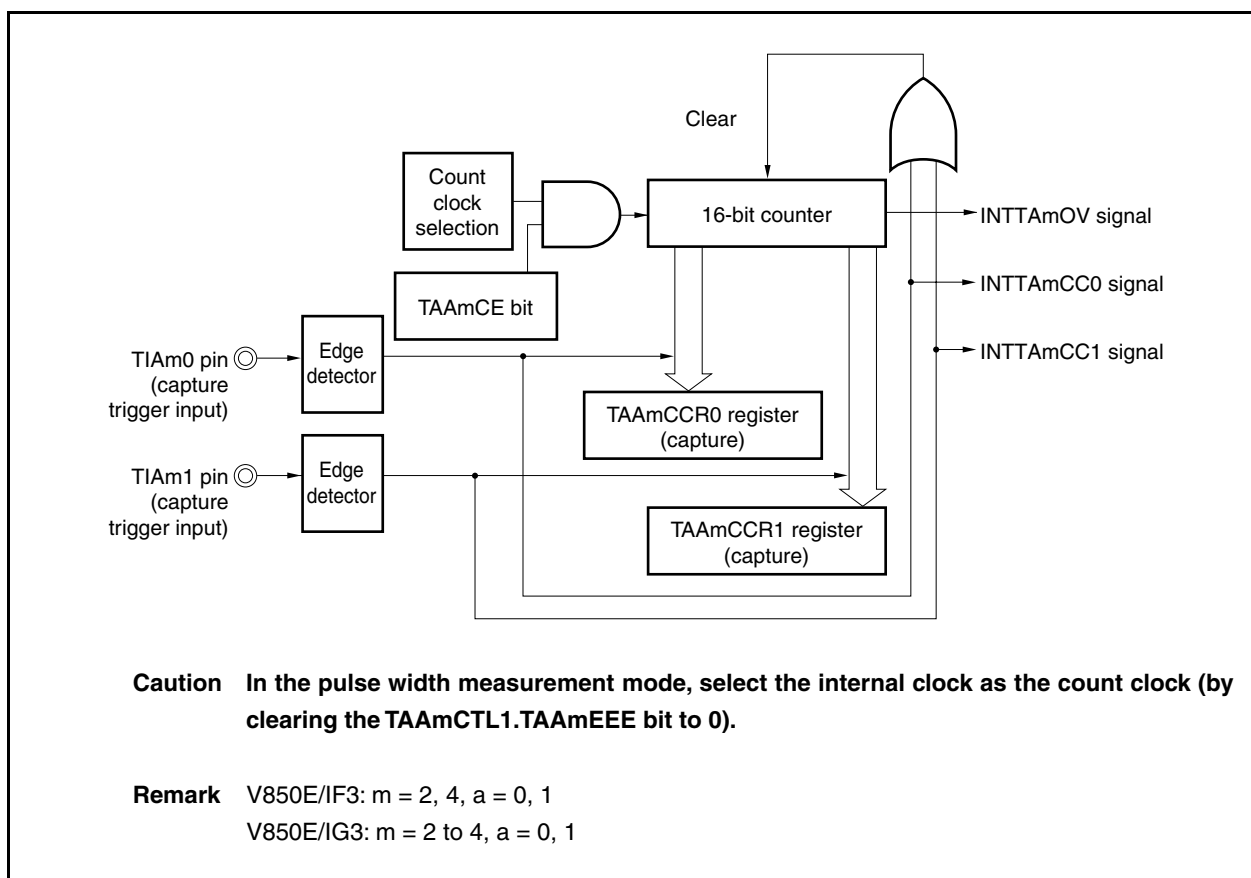 Clear
Count
clock
selection
16-bit counter
INTTAmOV signal
TAAmCE bit
INTTAmCC0 signal
INTTAmCC1 signal
TIAm0 pin
(capture
trigger input)
Edge
detector
TAAmCCR0 register
(capture)
TIAm1 pin
(capture
trigger input)
Edge
detector
TAAmCCR1 register
(capture)
Caution In the pulse width measurement mode, select the internal clock as the count clock (by
clearing the TAAmCTL1.TAAmEEE bit to 0).
Remark V850E/IF3: m = 2, 4, a = 0, 1
V850E/IG3: m = 2 to 4, a = 0, 1